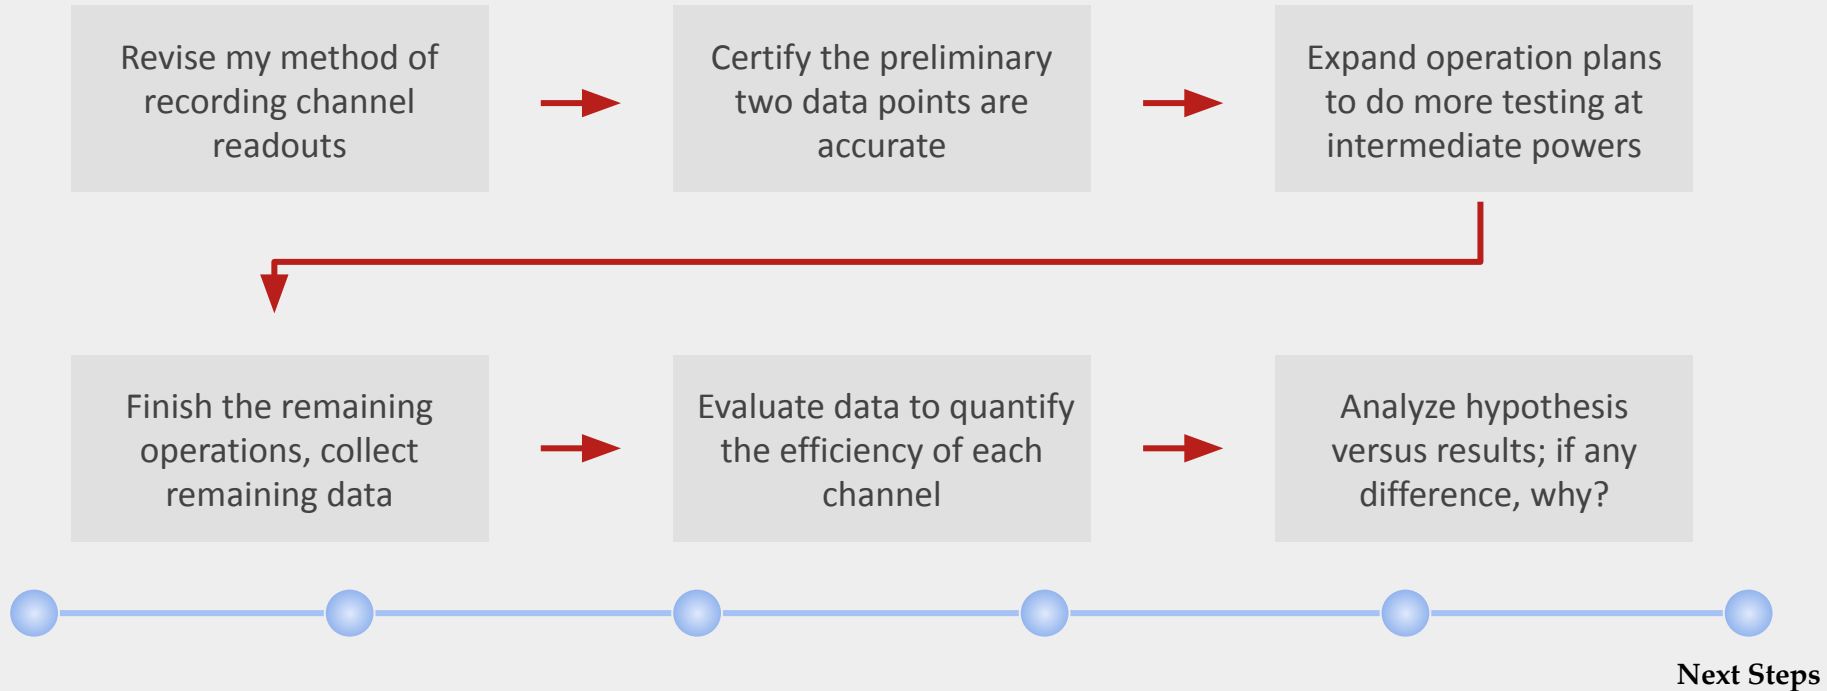 Revise my method of
recording channel
readouts
Certify the preliminary
two data points are
accurate
Expand operation plans
to do more testing at
intermediate powers
Finish the remaining
operations, collect
remaining data
Evaluate data to quantify
the efficiency of each
channel
Analyze hypothesis
versus results; if any
difference, why?
Next Steps